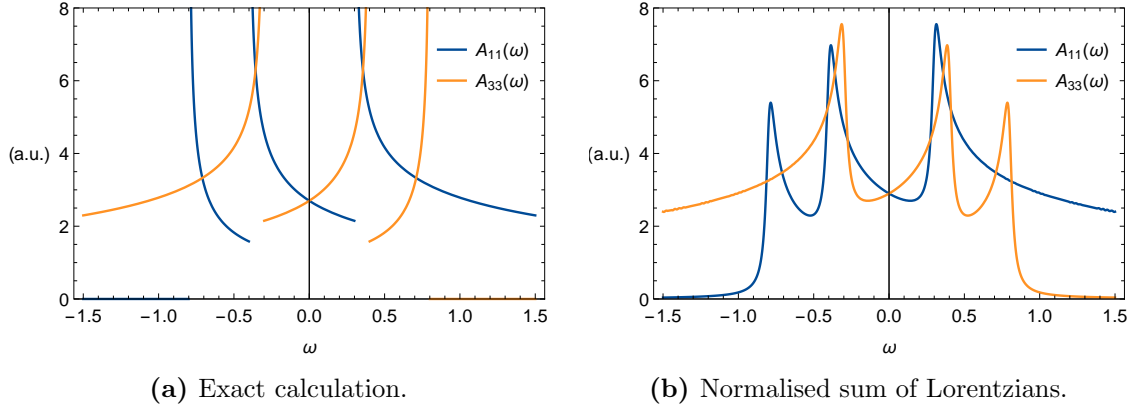 8
6
(a.u.)
4
2
0
−1.5 −1.0 −0.5 0.0 0.5 1.0 1.5
ω
A11(ω)
A33(ω)
(a) Exact calculation.
8
6
(a.u.)
4
2
0
−1.5 −1.0 −0.5 0.0 0.5 1.0 1.5
ω
A11(ω)
A33(ω)
(b) Normalised sum of Lorentzians.